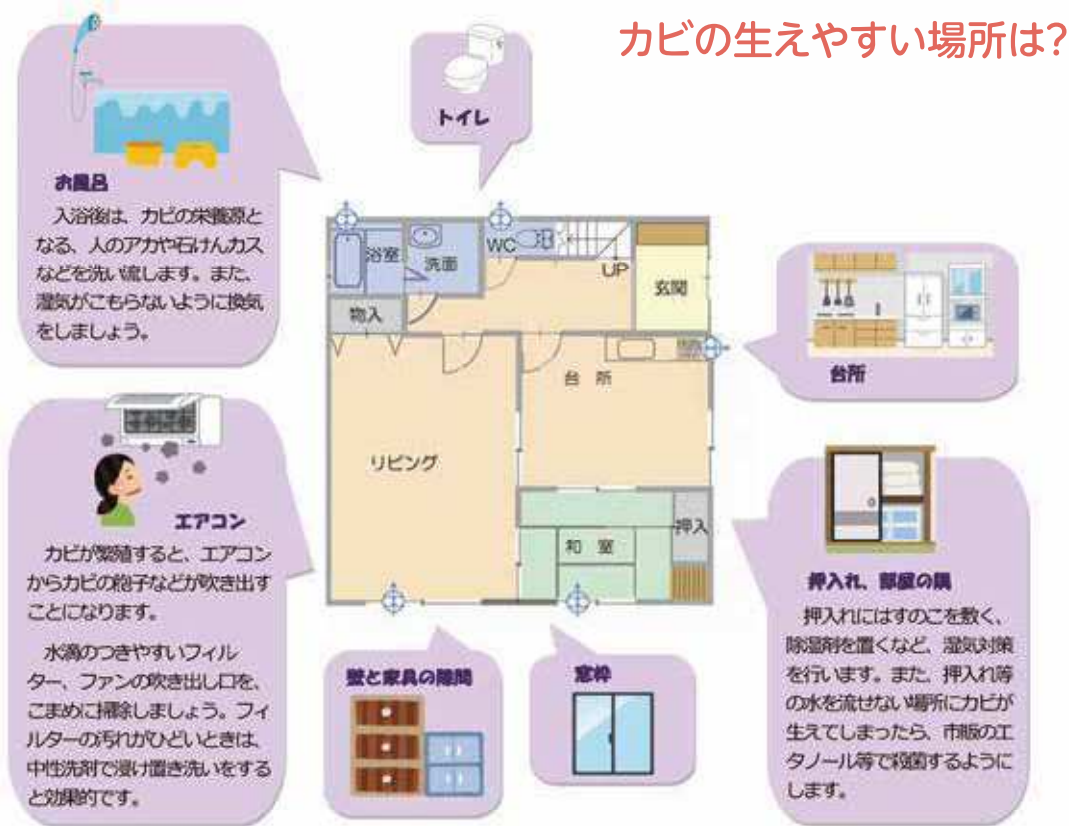 カビの生えやすい場所は?
お風呂
入浴後は、カビの栄養源と
なる、人のアカや石けんカス
などを洗い流します。また、
湿気がこもらないように換気
をしましょう。
トイレ
浴室
洗面
WC
UP
玄関
物入
台 所
リビング
和 室
押入
台所
エアコン
カビが繁殖すると、エアコン
からカビの胞子などが吹き出す
ことになります。
水滴のつきやすいフィル
ター、ファンの吹き出し口を、
こまめに掃除しましょう。フィ
ルターの汚れがひどいときは、
中性洗剤で浸け置き洗いをする
と効果的です。
壁と家具の隙間
窓枠
押入れ、部屋の隅
押入れにはすのこを敷く、
除湿剤を置くなど、湿気対策
を行います。また、押入れ等
の水を流せない場所にカビが
生えてしまったら、市販のエ
タノール等で殺菌するように
します。